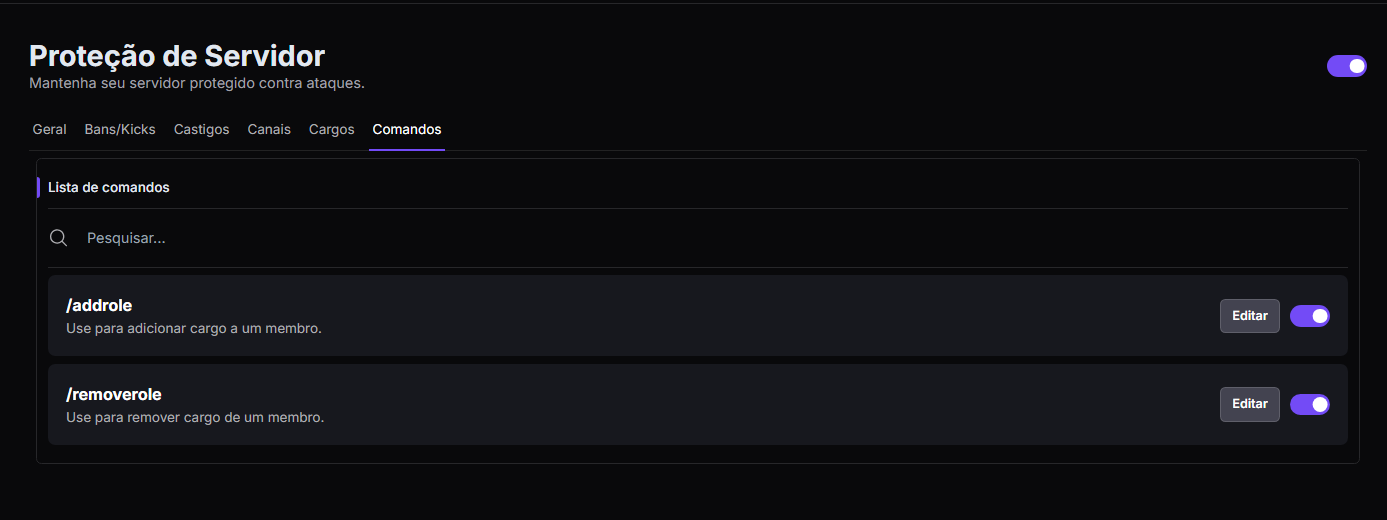 Proteção de Servidor
Mantenha seu servidor protegido contra ataques.
Geral Bans/Kicks Castigos Canais Cargos Comandos
Lista de comandos
Pesquisar...
/addrole
Use para adicionar cargo a um membro.
Editar
/removerole
Use para remover cargo de um membro.
Editar